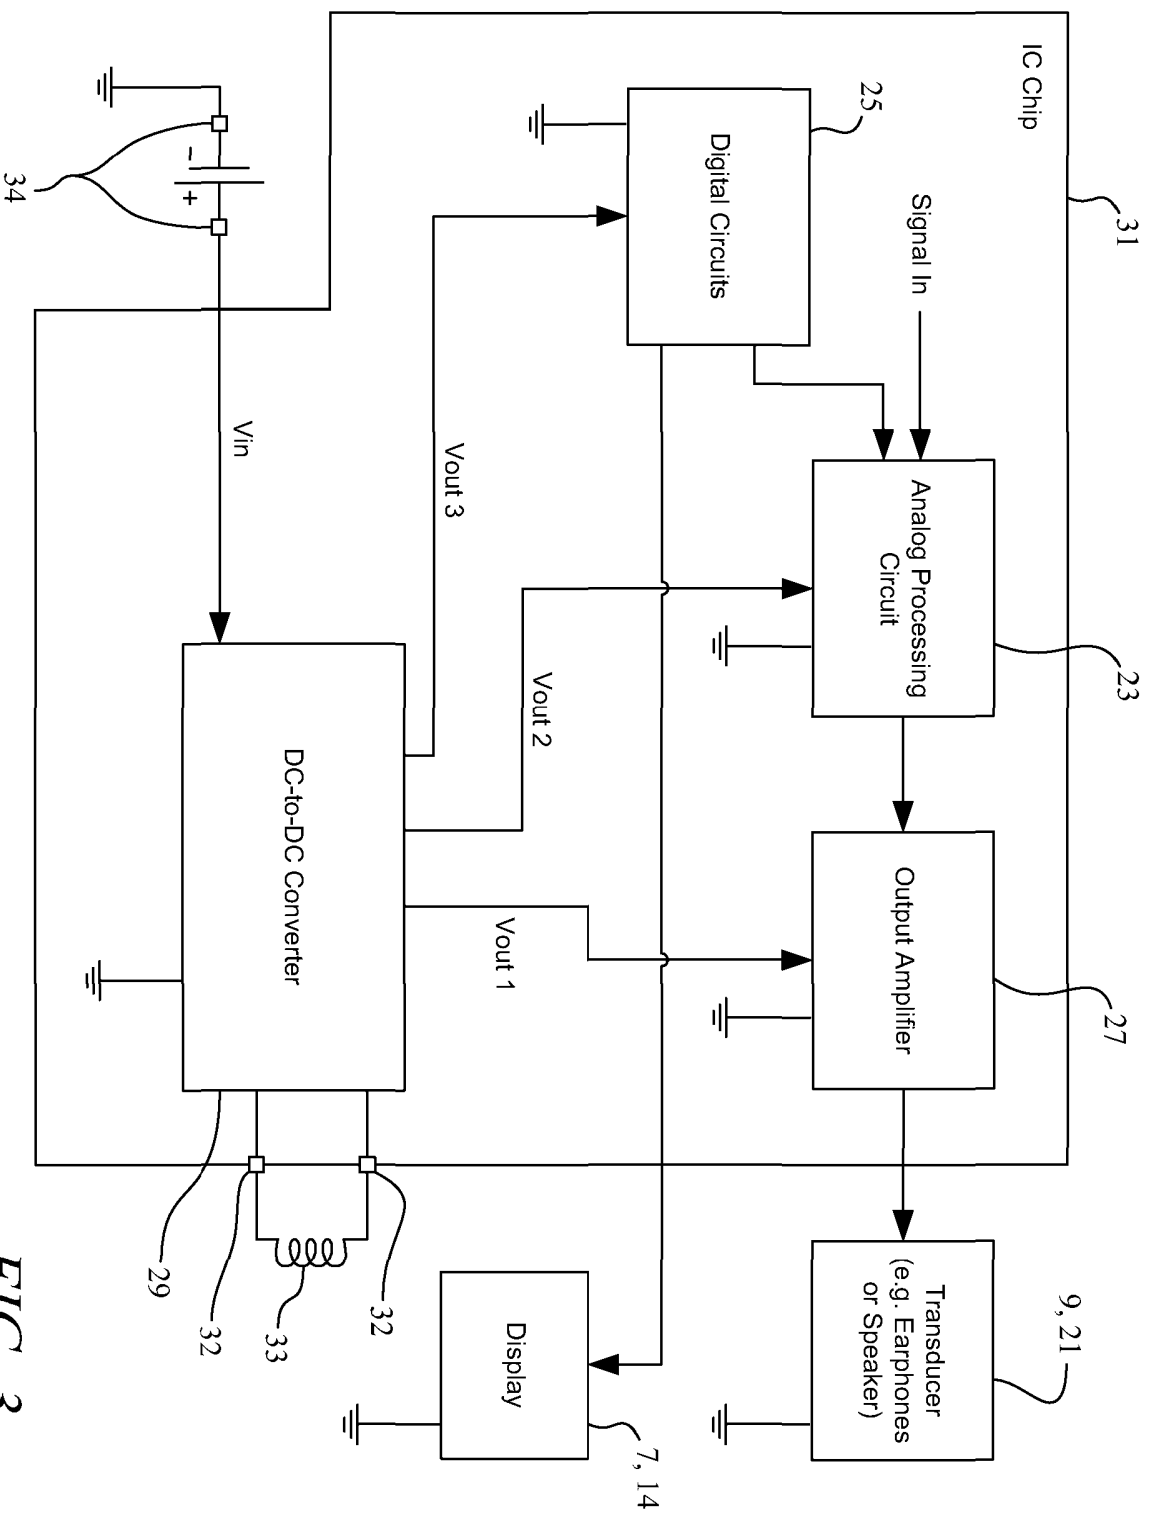 31
23
27
9, 21
IC Chip
Signal In
Analog Processing
Circuit
Output Amplifier
Transducer
(e.g. Earphones
or Speaker)
25
Digital Circuits
7, 14
Display
Vout 2
Vout 1
Vout 3
32
DC-to-DC Converter
33
Vin
32
-
+
29
34
FIG. 3